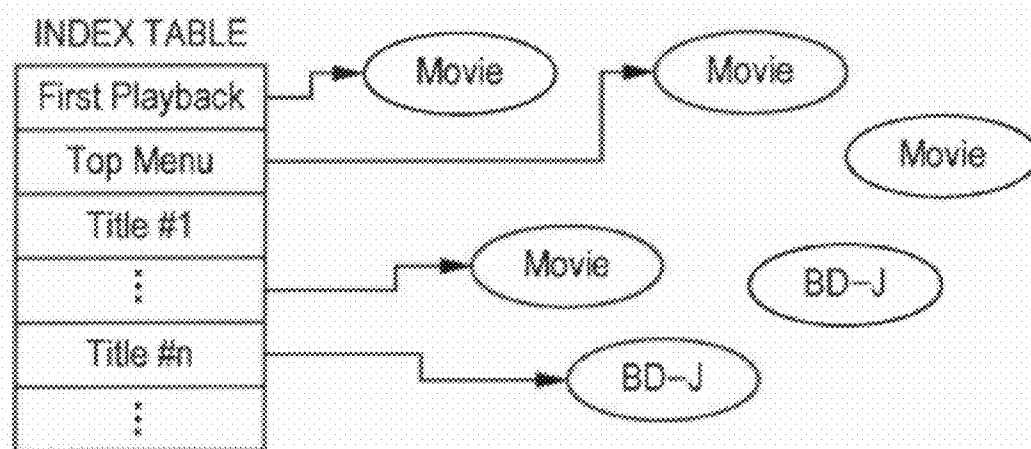 INDEX TABLE
First Playback
Top Menu
Title #1
⋮
Title #n
⋮
Movie
Movie
Movie
Movie
BD-J
BD-J